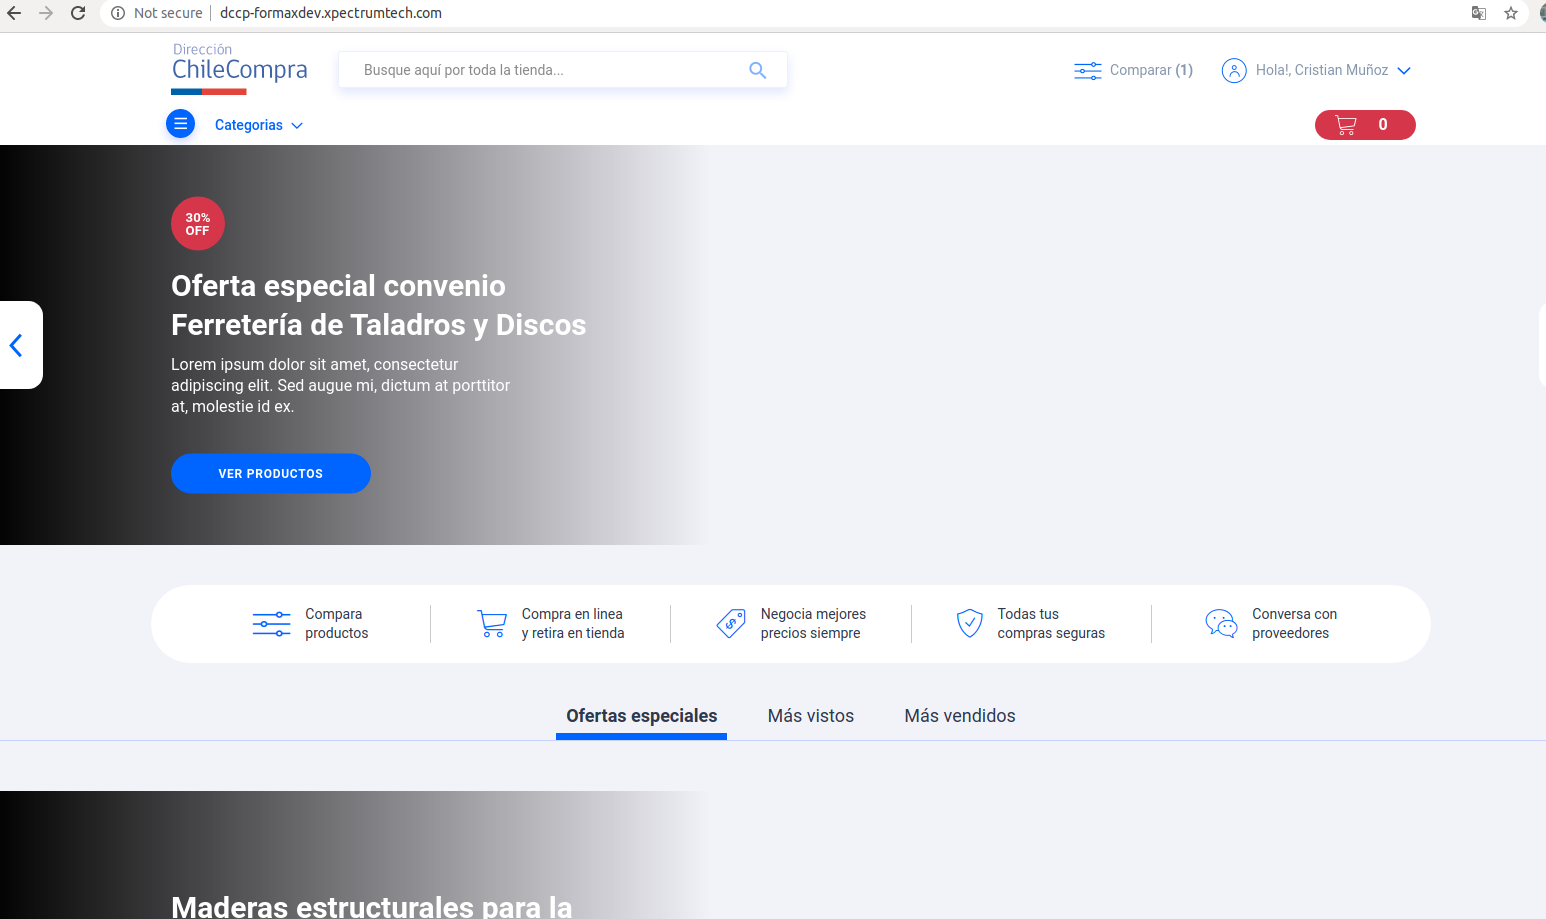 Not secure | dccp-formaxdev.xpectrumtech.com
Dirección
ChileCompra
Busque aquí por toda la tienda...
Comparar (1)
Hola!, Cristian Muñoz
Categorias
0
30%
OFF
Oferta especial convenio
Ferretería de Taladros y Discos
Lorem ipsum dolor sit amet, consectetur
adipiscing elit. Sed augue mi, dictum at porttitor
at, molestie id ex.
VER PRODUCTOS
Compara
productos
Compra en linea
y retira en tienda
Negocia mejores
precios siempre
Todas tus
compras seguras
Conversa con
proveedores
Ofertas especiales
Más vistos
Más vendidos
Maderas estructurales para la